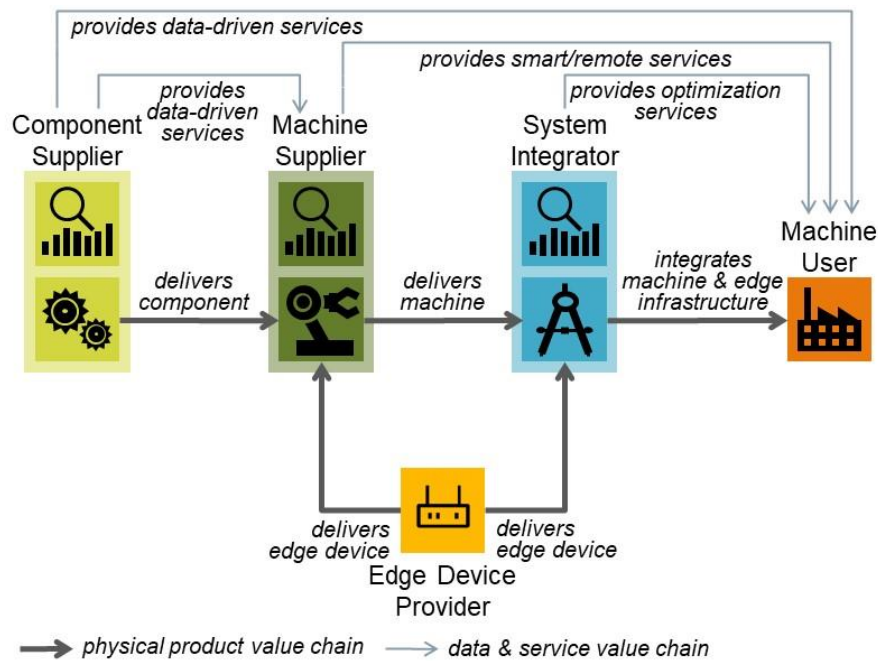 provides data-driven services
provides smart/remote services
provides
data-driven
services
provides optimization
services
Component
Supplier
Machine
Supplier
System
Integrator
Machine
User
delivers
component
delivers
machine
integrates
machine & edge
infrastructure
delivers
edge device
delivers
edge device
Edge Device
Provider
physical product value chain
data & service value chain